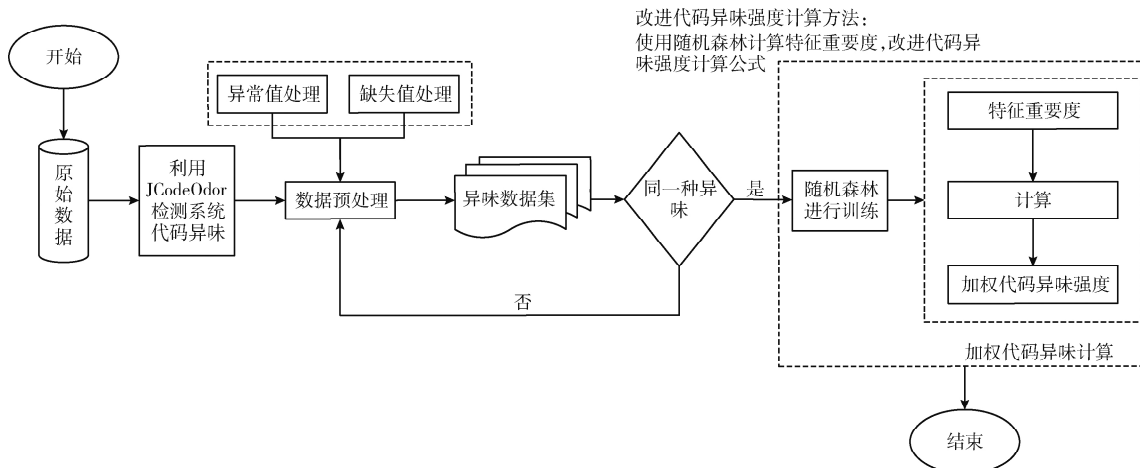 改进代码异味强度计算方法：
使用随机森林计算特征重要度,改进代码异
味强度计算公式
开始
异常值处理
缺失值处理
原
始
数
据
利用
JCodeOdor
检测系统
代码异味
数据预处理
异味数据集
同一种异
味
是
否
随机森林
进行训练
特征重要度
计算
加权代码异味强度
加权代码异味计算
结束